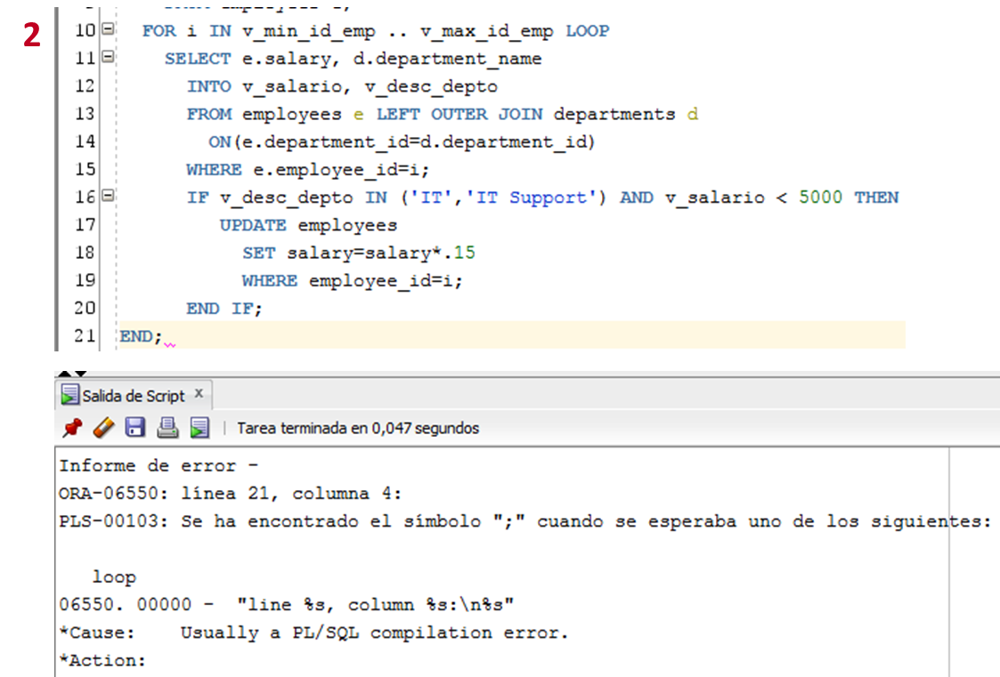 2
10 FOR i IN v_min_id_emp .. v_max_id_emp LOOP
11 SELECT e.salary, d.department_name
12 INTO v_salario, v_desc_depto
13 FROM employees e LEFT OUTER JOIN departments d
14 ON(e.department_id=d.department_id)
15 WHERE e.employee_id=i;
16 IF v_desc_depto IN ('IT','IT Support') AND v_salario < 5000 THEN
17 UPDATE employees
18 SET salary=salary*.15
19 WHERE employee_id=i;
20 END IF;
21 END;
Salida de Script x
Tarea terminada en 0,047 segundos
Informe de error -
ORA-06550: línea 21, columna 4:
PLS-00103: Se ha encontrado el símbolo ";" cuando se esperaba uno de los siguientes:
loop
06550. 00000 - "line %s, column %s:\n%s"
*Cause: Usually a PL/SQL compilation error.
*Action: